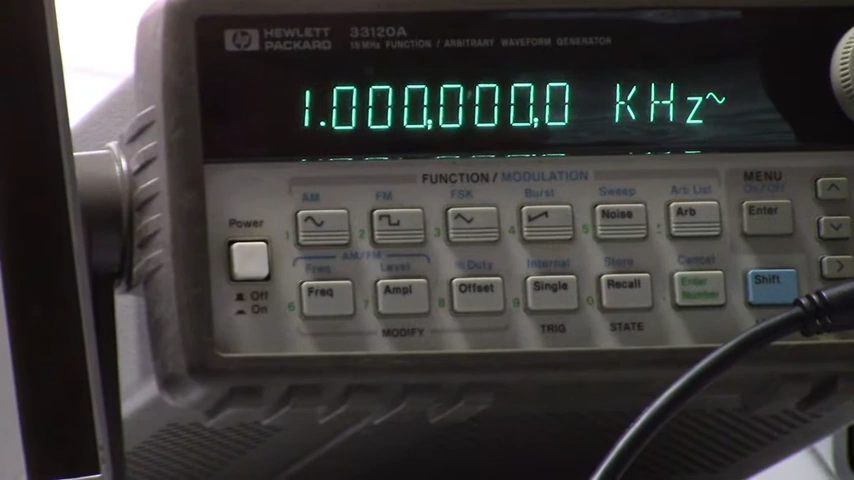 hp HEWLETT PACKARD 33120A
15 MHz FUNCTION / ARBITRARY WAVEFORM GENERATOR
1.000,000,0 KHz~
FUNCTION / MODULATION MENU
AM FM FSK Burst Sweep Arb List On/Off
Noise Arb Enter
1 2 3 4 5
Power
AM/FM
Freq Level % Duty Internal Store Cancel
Freq Ampl Offset Single Recall Enter Number Shift
6 7 8 9 0
Off
On
MODIFY TRIG STATE